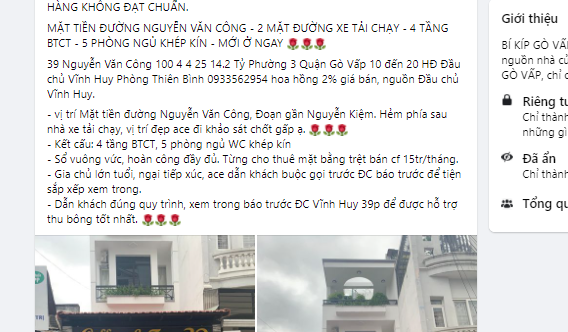 HÀNG KHÔNG ĐẠT CHUẨN.
MẶT TIỀN ĐƯỜNG NGUYỄN VĂN CÔNG - 2 MẶT ĐƯỜNG XE TẢI CHẠY - 4 TẦNG
BTCT - 5 PHÒNG NGỦ KHÉP KÍN - MỚI Ở NGAY 🌹🌹🌹
39 Nguyễn Văn Công 100 4 4 25 14.2 Tỷ Phường 3 Quận Gò Vấp 10 đến 20 HĐ Đầu
chủ Vĩnh Huy Phòng Thiên Bình 0933562954 hoa hồng 2% giá bán, nguồn Đầu chủ
Vĩnh Huy.
- vị trí Mặt tiền đường Nguyễn Văn Công, Đoạn gần Nguyễn Kiệm. Hẻm phía sau
nhà xe tải chạy, vị trí đẹp ace đi khảo sát chốt gấp ạ. 🌹🌹🌹
- Kết cấu: 4 tầng BTCT, 5 phòng ngủ WC khép kín
- Sổ vuông vức, hoàn công đầy đủ. Từng cho thuê mặt bằng trệt bán cf 15tr/tháng.
- Gia chủ lớn tuổi, ngại tiếp xúc, ace dẫn khách buộc gọi trước ĐC báo trước để tiện
sắp xếp xem trong.
- Dẫn khách đúng quy trình, xem trong báo trước ĐC Vĩnh Huy 39p để được hỗ trợ
thu bông tốt nhất. 🌹🌹🌹
Giới thiệu
BÍ KÍP GÒ VẤ
nguồn nhà củ
GÒ VẤP, chỉ c
Riêng tư
Chỉ thành
những gì
Đã ẩn
Chỉ thành
Tổng qu